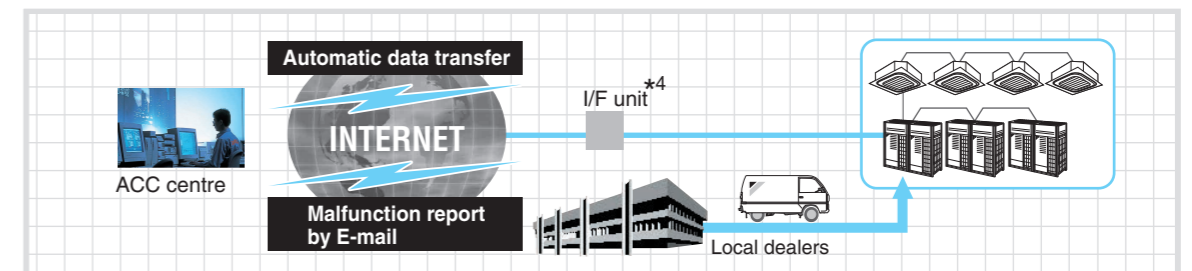 Automatic data transfer
I/F unit*4
INTERNET
ACC centre
Malfunction report
by E-mail
Local dealers